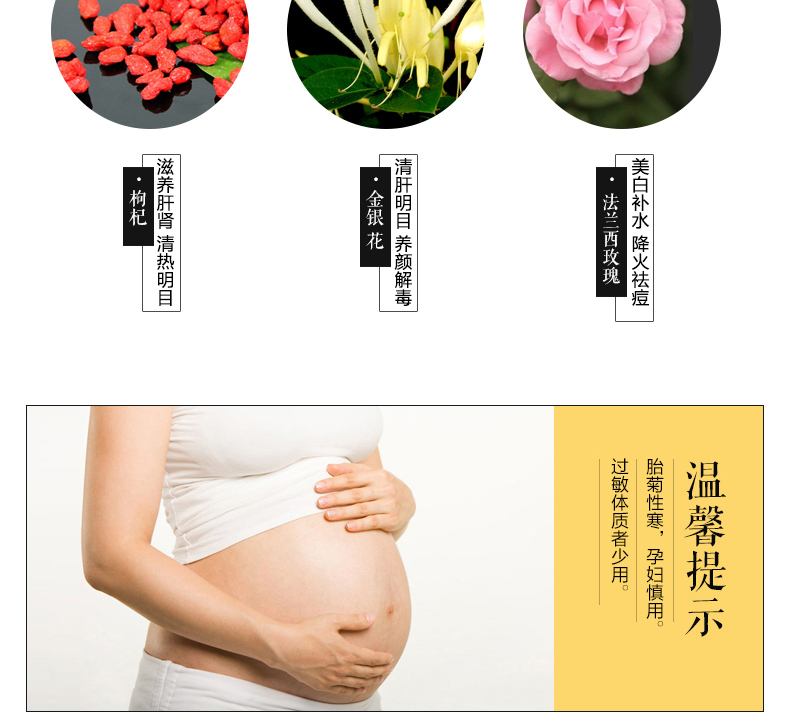 ·枸杞
滋养肝肾 清热明目
·金银花
清肝明目 养颜解毒
·法兰西玫瑰
美白补水 降火祛痘
温馨提示
胎菊性寒，孕妇慎用。
过敏体质者少用。